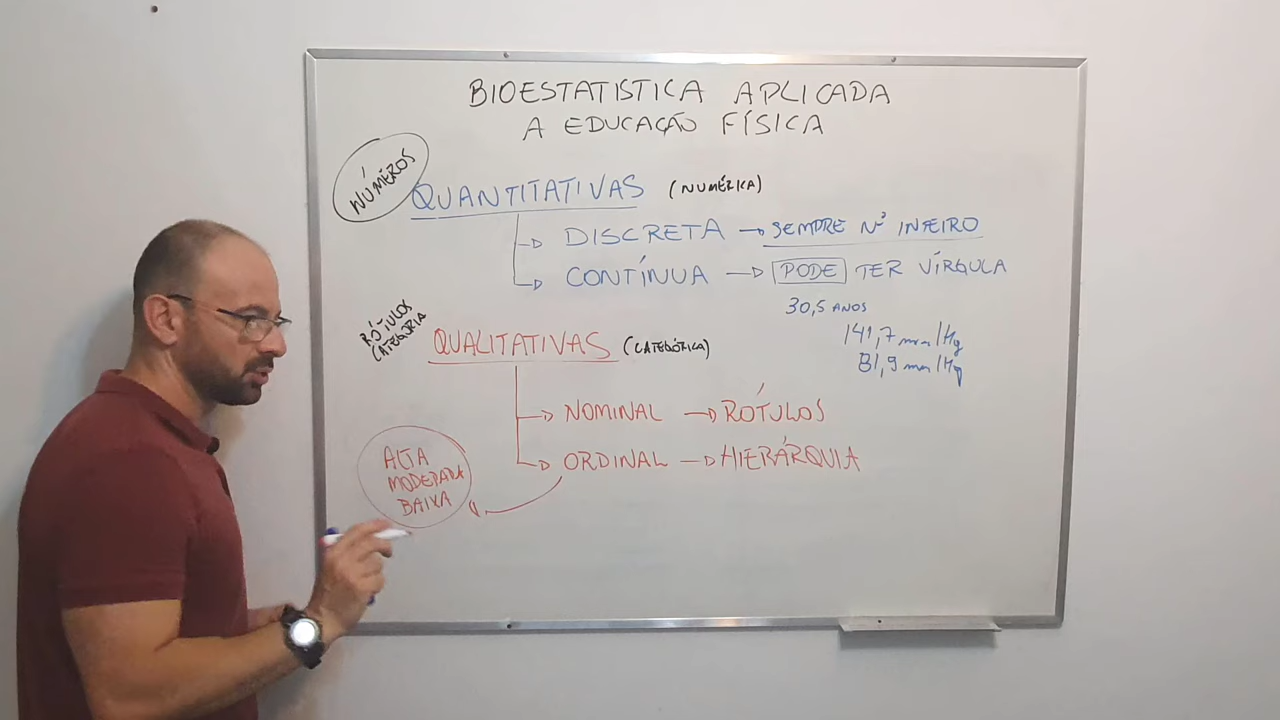 BIOESTATISTICA APLICADA
A EDUCAÇÃO FÍSICA
NÚMEROS
QUANTITATIVAS (NUMÉRICA)
DISCRETA → SEMPRE Nº INTEIRO
CONTÍNUA → PODE TER VÍRGULA
30,5 ANOS
141,7 mm/Hg
81,9 mm/Hg
RÓTULOS
CATEGORIA
QUALITATIVAS (CATEGÓRICA)
NOMINAL → RÓTULOS
ORDINAL → HIERÁRQUIA
ALTA
MODERADA
BAIXA